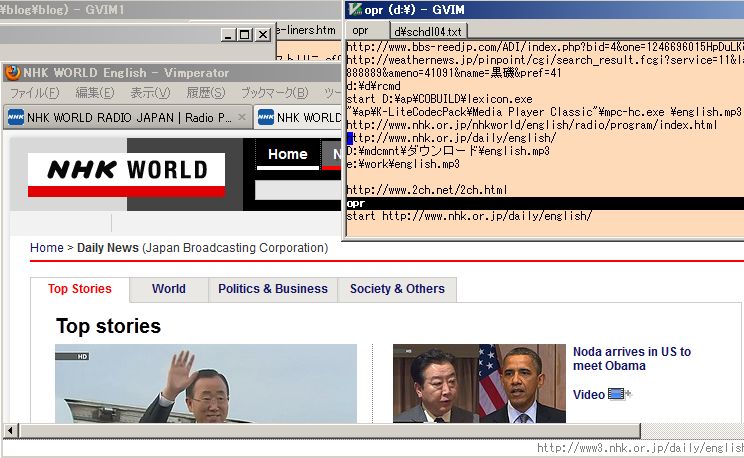 ¥blog¥blog) - GVIM1
e-liners.htm
NHK WORLD English - Vimperator
ファイル(F) 編集(E) 表示(V) 履歴(S) ブックマーク(B) ツー
NHK WORLD RADIO JAPAN | Radio P...
NHK WO
NHK WORLD
Home
Home > Daily News (Japan Broadcasting Corporation)
Top Stories
World
Politics & Business
Society & Others
Top stories
HD
HD
Noda arrives in US to
meet Obama
Video
http://www3.nhk.or.jp/daily/english
opr (d:¥) - GVIM
opr
d¥schdl04.txt
http://www.bbs-reedjp.com/ADI/index.php?bid=4&one=1246696015HpDuLK
http://weathernews.jp/pinpoint/cgi/search_result.fcgi?service=11&l
888889&ameno=41091&name=黒磯&pref=41
d:¥d¥rcmd
start D:¥ap¥COBUILD¥lexicon.exe
"¥ap¥K-LiteCodecPack¥Media Player Classic"¥mpc-hc.exe ¥english.mp3
http://www.nhk.or.jp/nhkworld/english/radio/program/index.html
http://www.nhk.or.jp/daily/english/
D:¥mdcmnt¥ダウンロード¥english.mp3
e:¥work¥english.mp3
http://www.2ch.net/2ch.html
opr
start http://www.nhk.or.jp/daily/english/